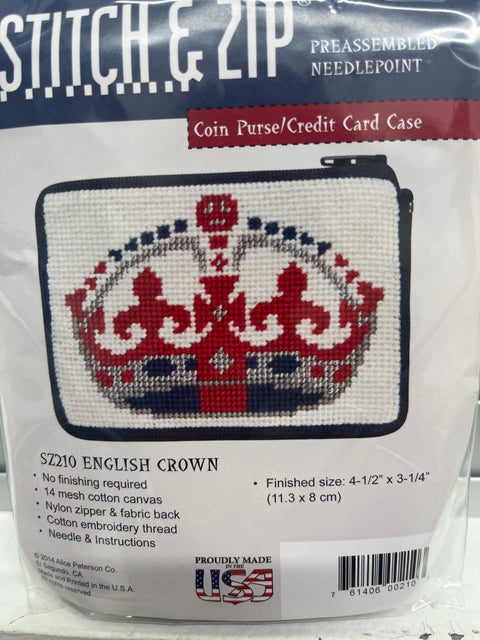 STITCH & ZIP®
PREASSEMBLED
NEEDLEPOINT
Coin Purse/Credit Card Case
SZ210 ENGLISH CROWN
• No finishing required
• 14 mesh cotton canvas
• Nylon zipper & fabric back
• Cotton embroidery thread
• Needle & Instructions
• Finished size: 4-1/2" x 3-1/4"
(11.3 x 8 cm)
© 2014 Alice Peterson Co.
El Segundo, CA
Made and Printed in the U.S.A.
PROUDLY MADE
IN THE
USA
7 61406 00210